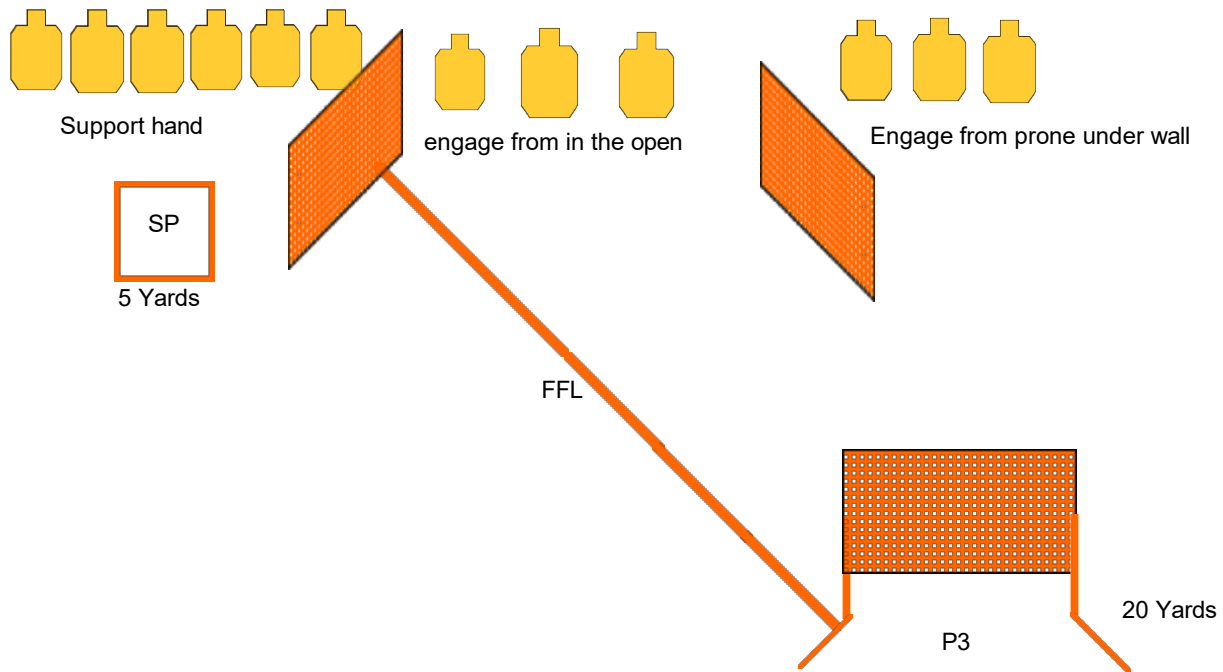 Support hand
engage from in the open
Engage from prone under wall
SP
5 Yards
FFL
20 Yards
P3